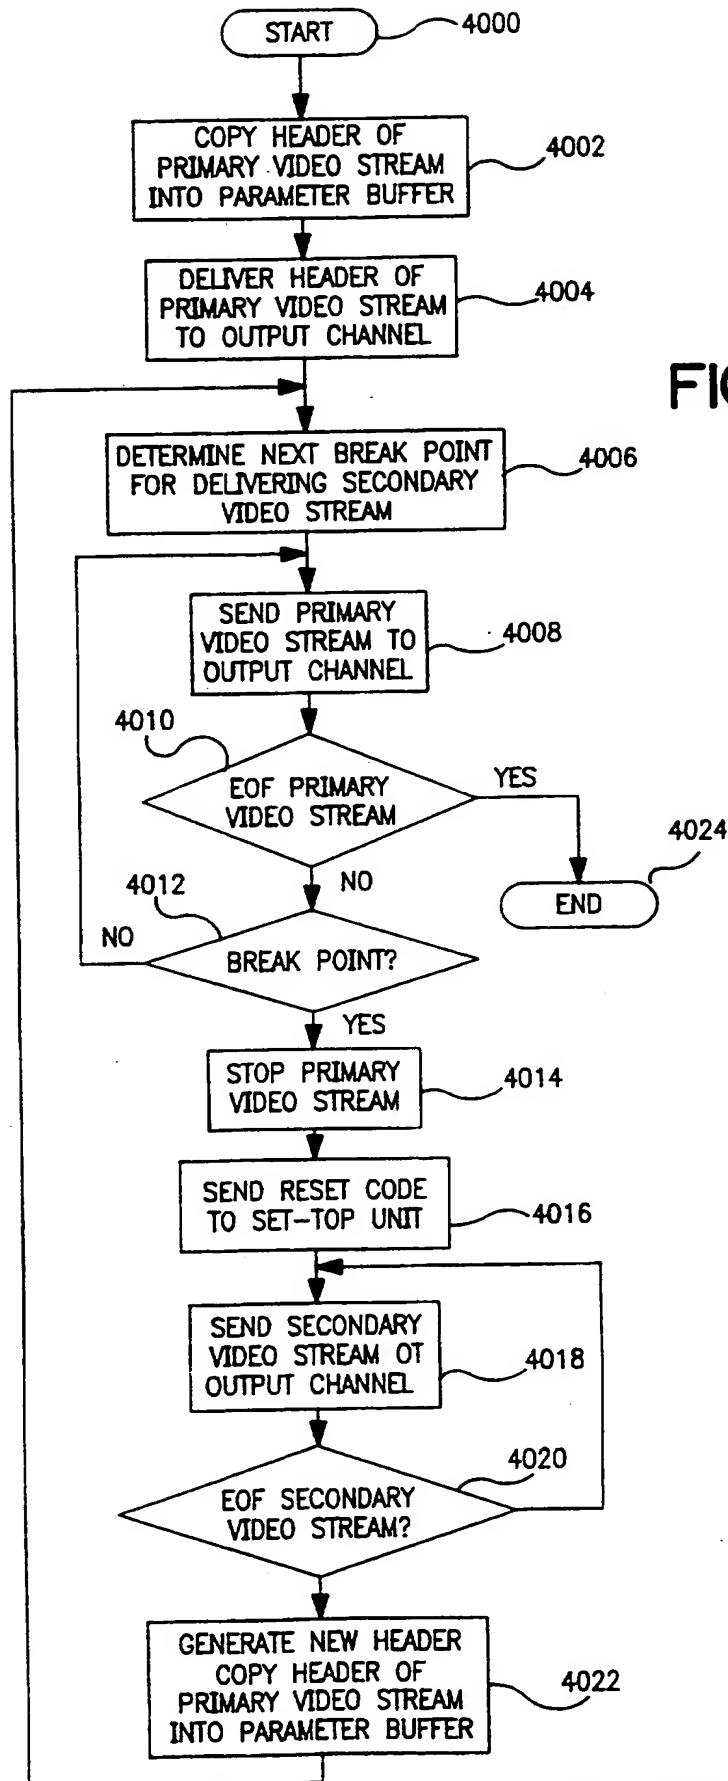 START
4000
COPY HEADER OF
PRIMARY VIDEO STREAM
INTO PARAMETER BUFFER
4002
DELIVER HEADER OF
PRIMARY VIDEO STREAM
TO OUTPUT CHANNEL
4004
DETERMINE NEXT BREAK POINT
FOR DELIVERING SECONDARY
VIDEO STREAM
4006
SEND PRIMARY
VIDEO STREAM TO
OUTPUT CHANNEL
4008
4010
EOF PRIMARY
VIDEO STREAM
YES
4024
END
NO
4012
NO
BREAK POINT?
YES
STOP PRIMARY
VIDEO STREAM
4014
SEND RESET CODE
TO SET-TOP UNIT
4016
SEND SECONDARY
VIDEO STREAM OT
OUTPUT CHANNEL
4018
4020
EOF SECONDARY
VIDEO STREAM?
GENERATE NEW HEADER
COPY HEADER OF
PRIMARY VIDEO STREAM
INTO PARAMETER BUFFER
4022